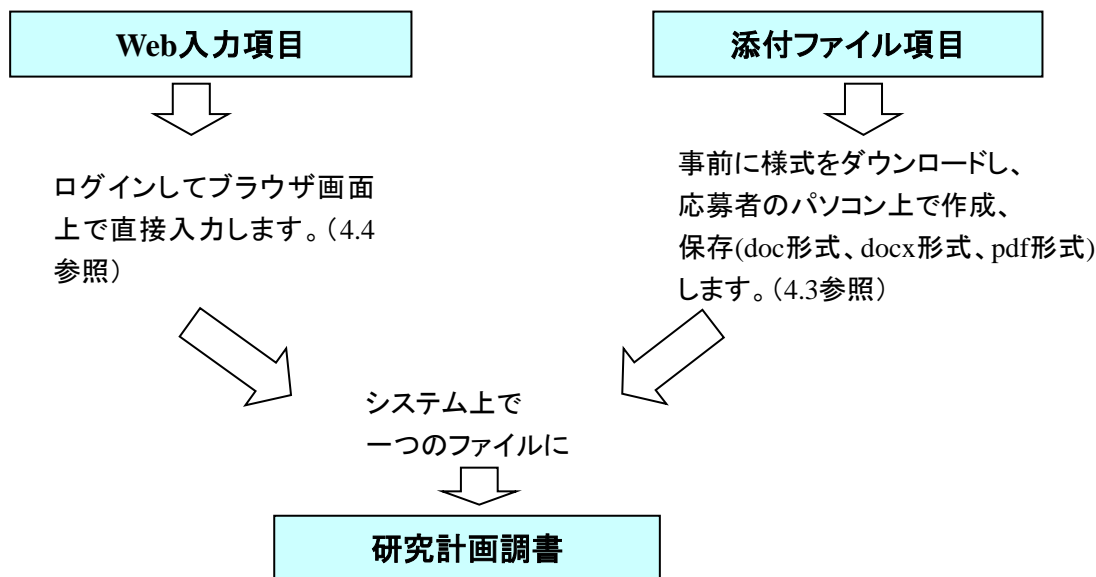 Web入力項目
添付ファイル項目
ログインしてブラウザ画面
上で直接入力します。（4.4
参照）
事前に様式をダウンロードし、
応募者のパソコン上で作成、
保存(doc形式、docx形式、pdf形式)
します。（4.3参照）
システム上で
一つのファイルに
研究計画調書